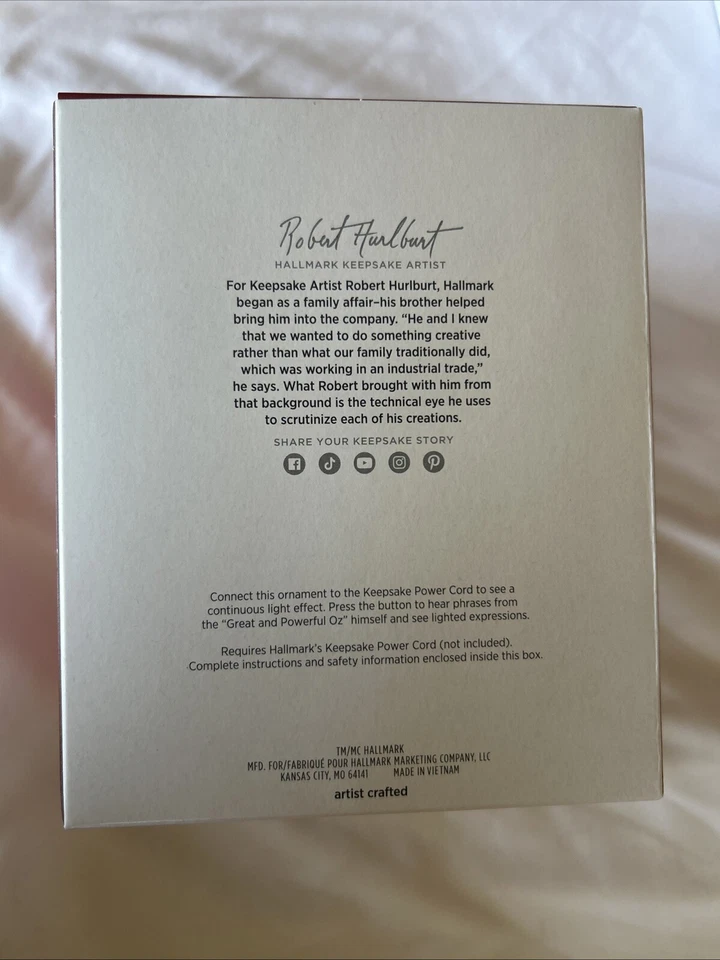 Robert Hurlburt
HALLMARK KEEPSAKE ARTIST
For Keepsake Artist Robert Hurlburt, Hallmark
began as a family affair–his brother helped
bring him into the company. “He and I knew
that we wanted to do something creative
rather than what our family traditionally did,
which was working in an industrial trade,”
he says. What Robert brought with him from
that background is the technical eye he uses
to scrutinize each of his creations.
SHARE YOUR KEEPSAKE STORY
Connect this ornament to the Keepsake Power Cord to see a
continuous light effect. Press the button to hear phrases from
the “Great and Powerful Oz” himself and see lighted expressions.
Requires Hallmark's Keepsake Power Cord (not included).
Complete instructions and safety information enclosed inside this box.
TM/MC HALLMARK
MFD. FOR/FABRIQUÉ POUR HALLMARK MARKETING COMPANY, LLC
KANSAS CITY, MO 64141 MADE IN VIETNAM
artist crafted